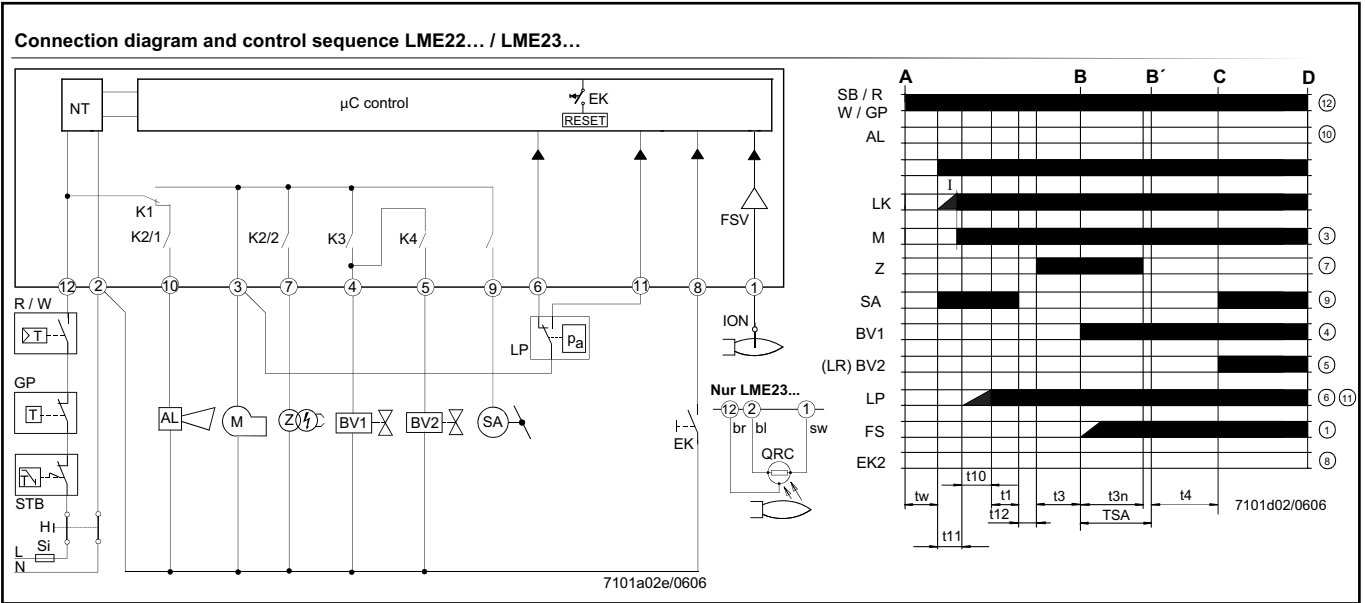 Connection diagram and control sequence LME22... / LME23...
NT
µC control
EK
RESET
K1
K2/1
K2/2
K3
K4
FSV
12
2
10
3
7
4
5
9
6
11
8
1
R / W
T
GP
T
STB
H
L
Si
N
AL
M
Z
BV1
BV2
SA
LP
pa
ION
EK
Nur LME23...
12
2
1
br
bl
sw
QRC
7101a02e/0606
A
B
B´
C
D
SB / R
W / GP
12
AL
10
I
LK
M
3
Z
7
SA
9
BV1
4
(LR) BV2
5
LP
6
11
FS
1
EK2
8
t10
tw
t1
t3
t3n
t4
t12
TSA
t11
7101d02/0606